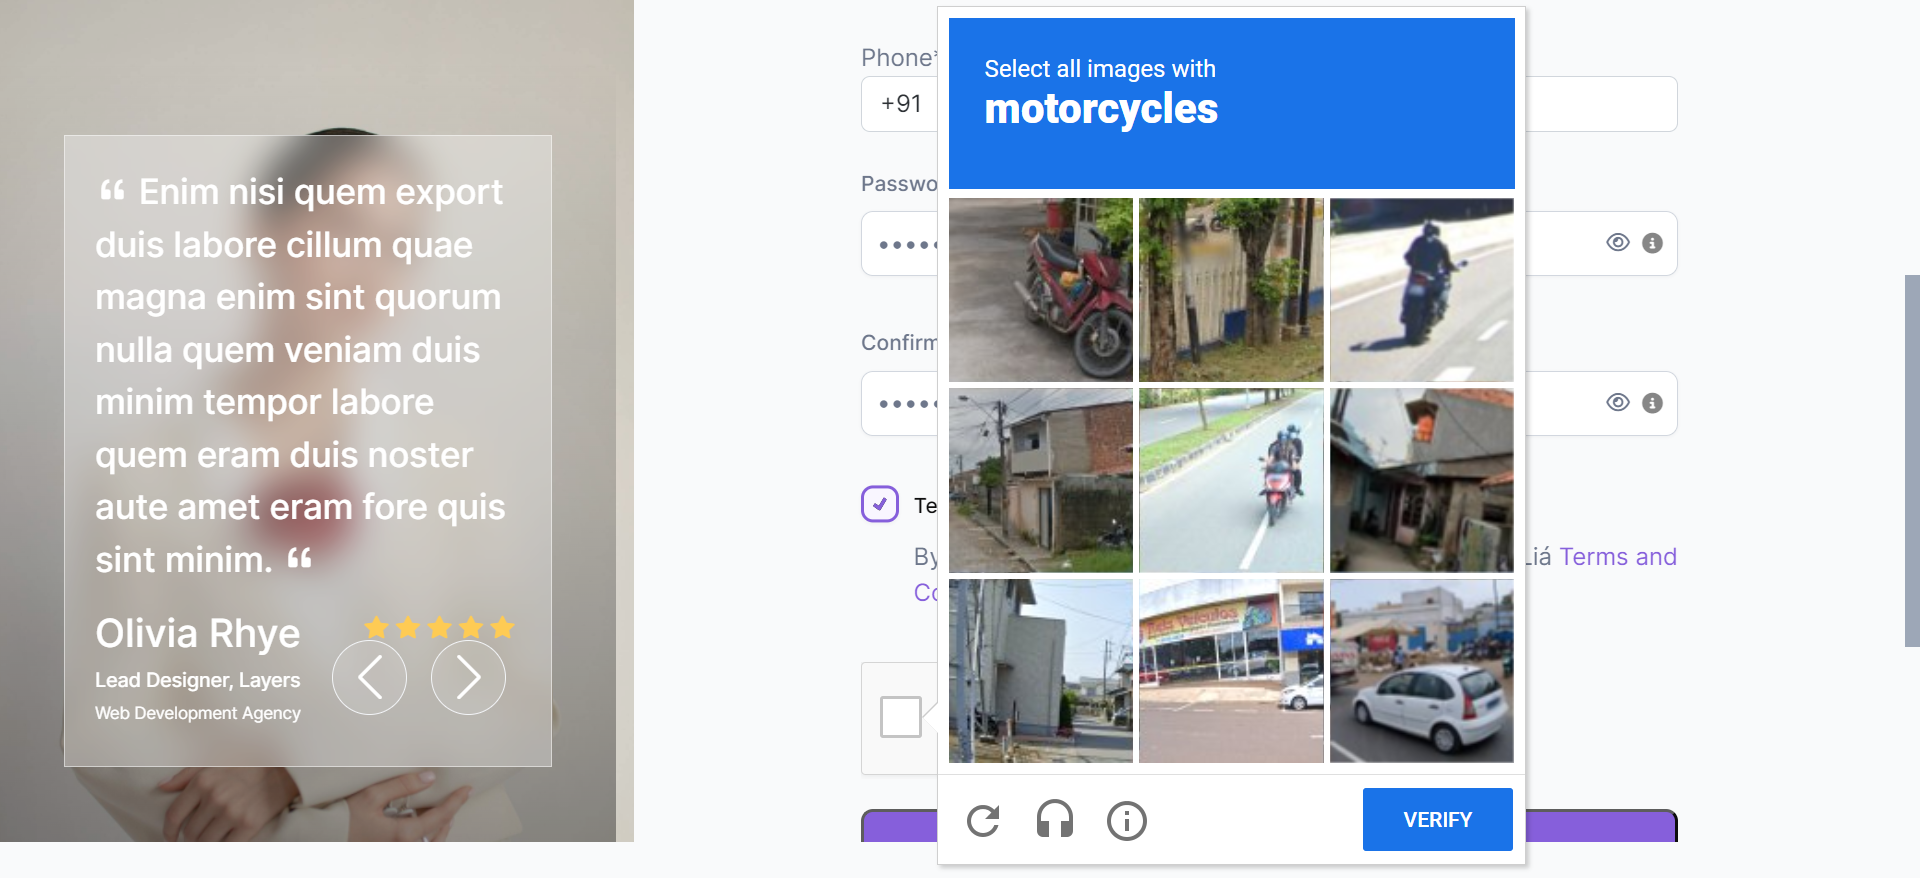 “ Enim nisi quem export
duis labore cillum quae
magna enim sint quorum
nulla quem veniam duis
minim tempor labore
quem eram duis noster
aute amet eram fore quis
sint minim. “
Olivia Rhye
Lead Designer, Layers
Web Development Agency
Phone*
+91
Passwo
Confirm
Te
By
Co
Liá Terms and
Select all images with
motorcycles
Veiculos
VERIFY